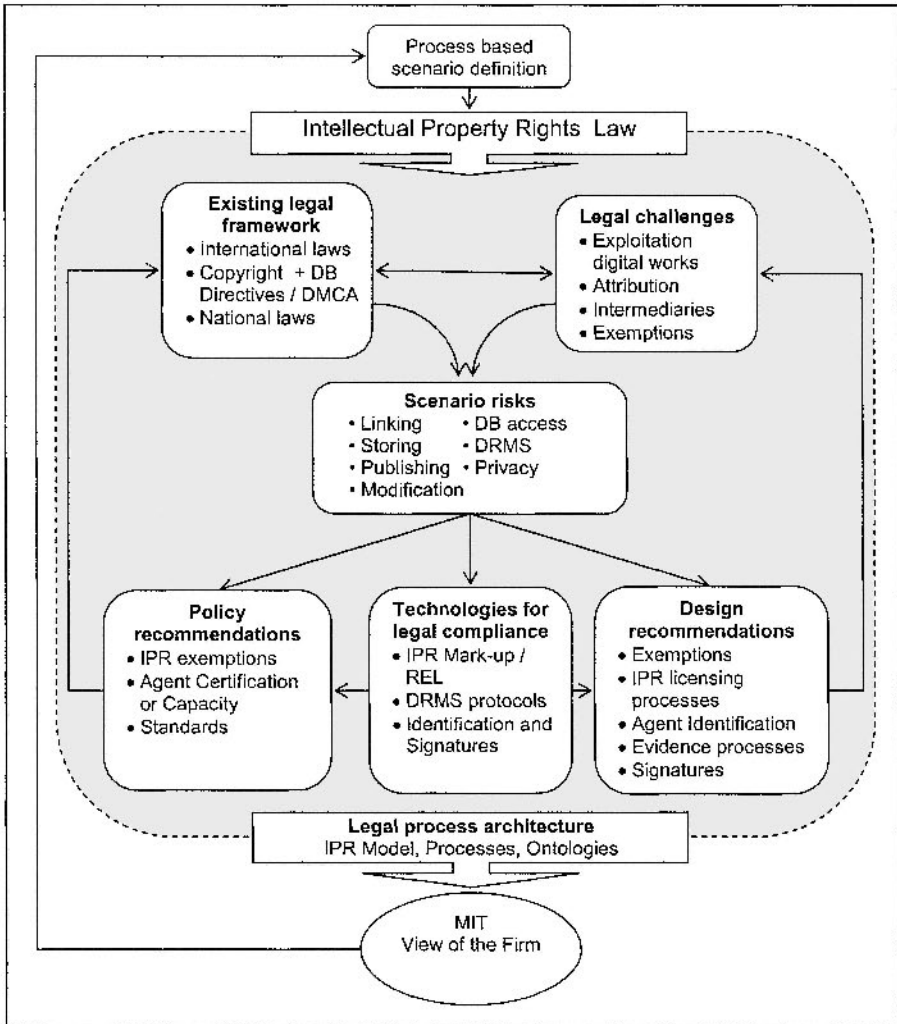 Process based
scenario definition
Intellectual Property Rights Law
Existing legal
framework
• International laws
• Copyright + DB
Directives / DMCA
• National laws
Legal challenges
• Exploitation
digital works
• Attribution
• Intermediaries
• Exemptions
Scenario risks
• Linking • DB access
• Storing • DRMS
• Publishing • Privacy
• Modification
Policy
recommendations
• IPR exemptions
• Agent Certification
or Capacity
• Standards
Technologies for
legal compliance
• IPR Mark-up /
REL
• DRMS protocols
• Identification and
Signatures
Design
recommendations
• Exemptions
• IPR licensing
processes
• Agent Identification
• Evidence processes
• Signatures
Legal process architecture
IPR Model, Processes, Ontologies
MIT
View of the Firm